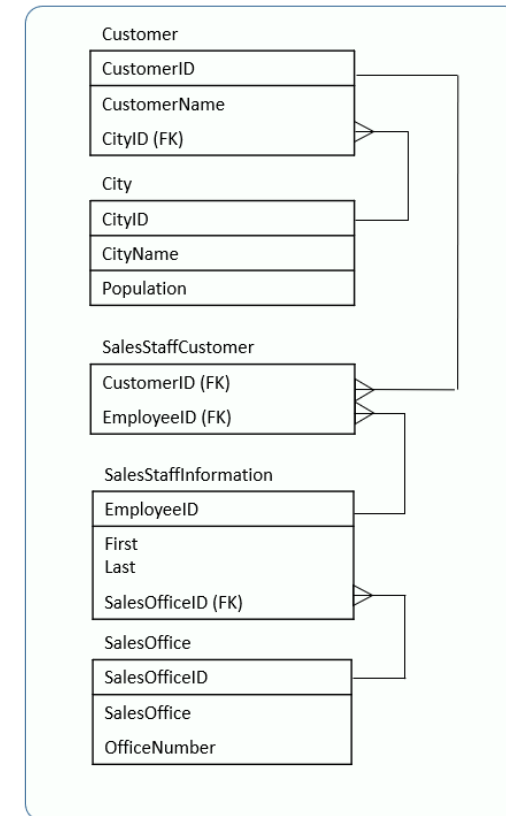 Customer
CustomerID
CustomerName
CityID (FK)
City
CityID
CityName
Population
SalesStaffCustomer
CustomerID (FK)
EmployeeID (FK)
SalesStaffInformation
EmployeeID
First
Last
SalesOfficeID (FK)
SalesOffice
SalesOfficeID
SalesOffice
OfficeNumber